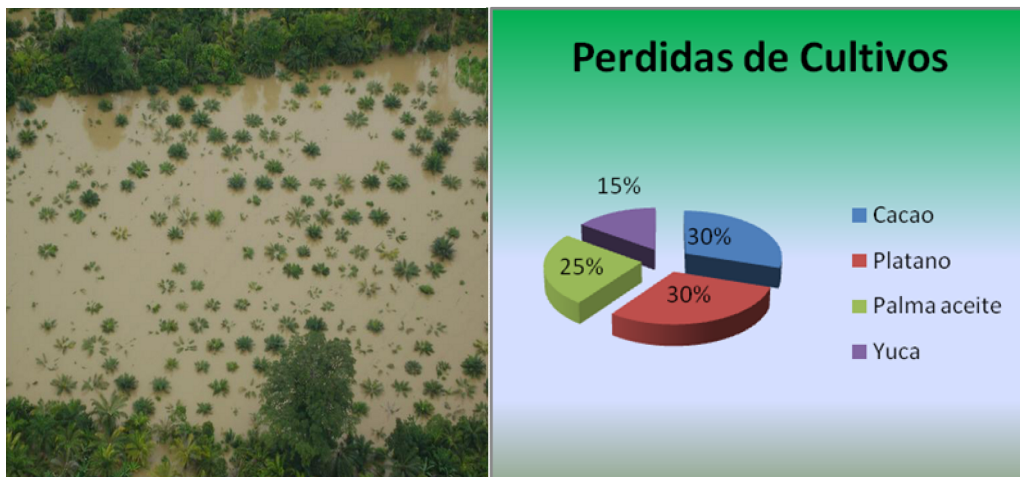 Perdidas de Cultivos
15%
30%
25%
30%
Cacao
Platano
Palma aceite
Yuca